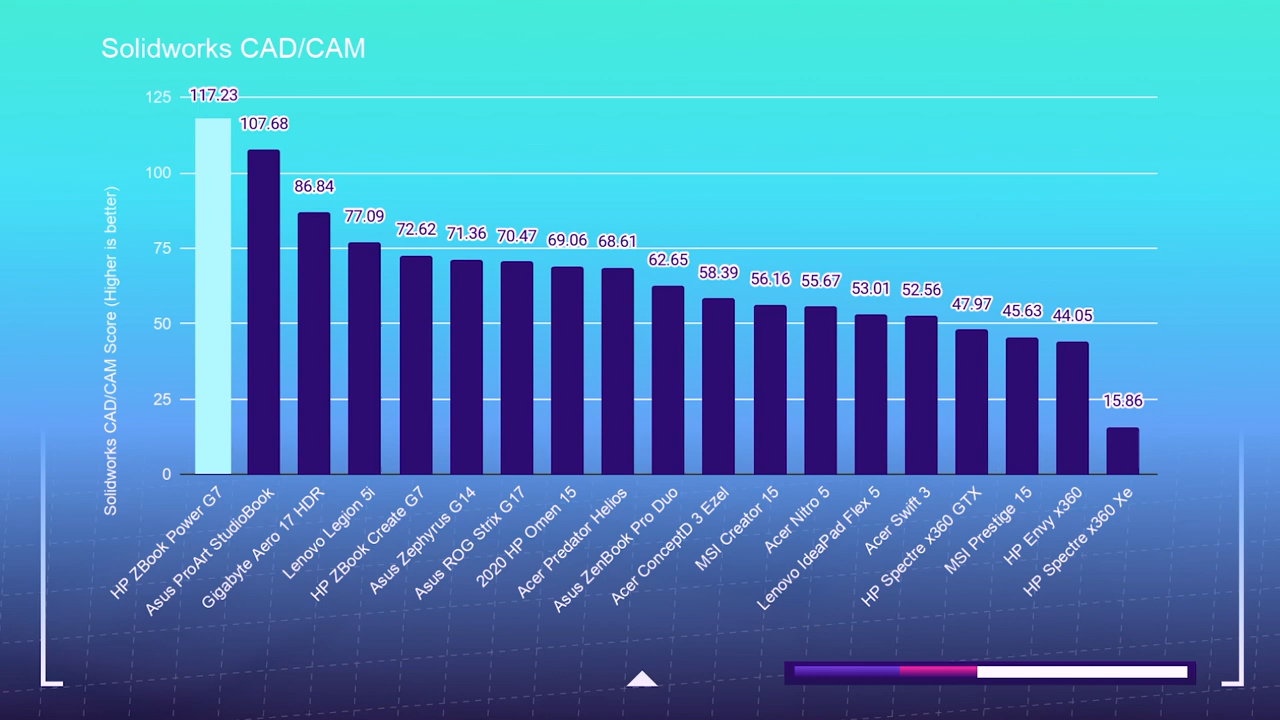 Solidworks CAD/CAM
Solidworks CAD/CAM Score (Higher is better)
125
100
75
50
25
0
117.23
107.68
86.84
77.09
72.62
71.36
70.47
69.06
68.61
62.65
58.39
56.16
55.67
53.01
52.56
47.97
45.63
44.05
15.86
HP ZBook Power G7
Asus ProArt StudioBook
Gigabyte Aero 17 HDR
Lenovo Legion 5i
HP ZBook Create G7
Asus Zephyrus G14
Asus ROG Strix G17
2020 HP Omen 15
Acer Predator Helios
Asus ZenBook Pro Duo
Acer ConceptD 3 Ezel
MSI Creator 15
Acer Nitro 5
Lenovo IdeaPad Flex 5
Acer Swift 3
HP Spectre x360 GTX
MSI Prestige 15
HP Envy x360
HP Spectre x360 Xe